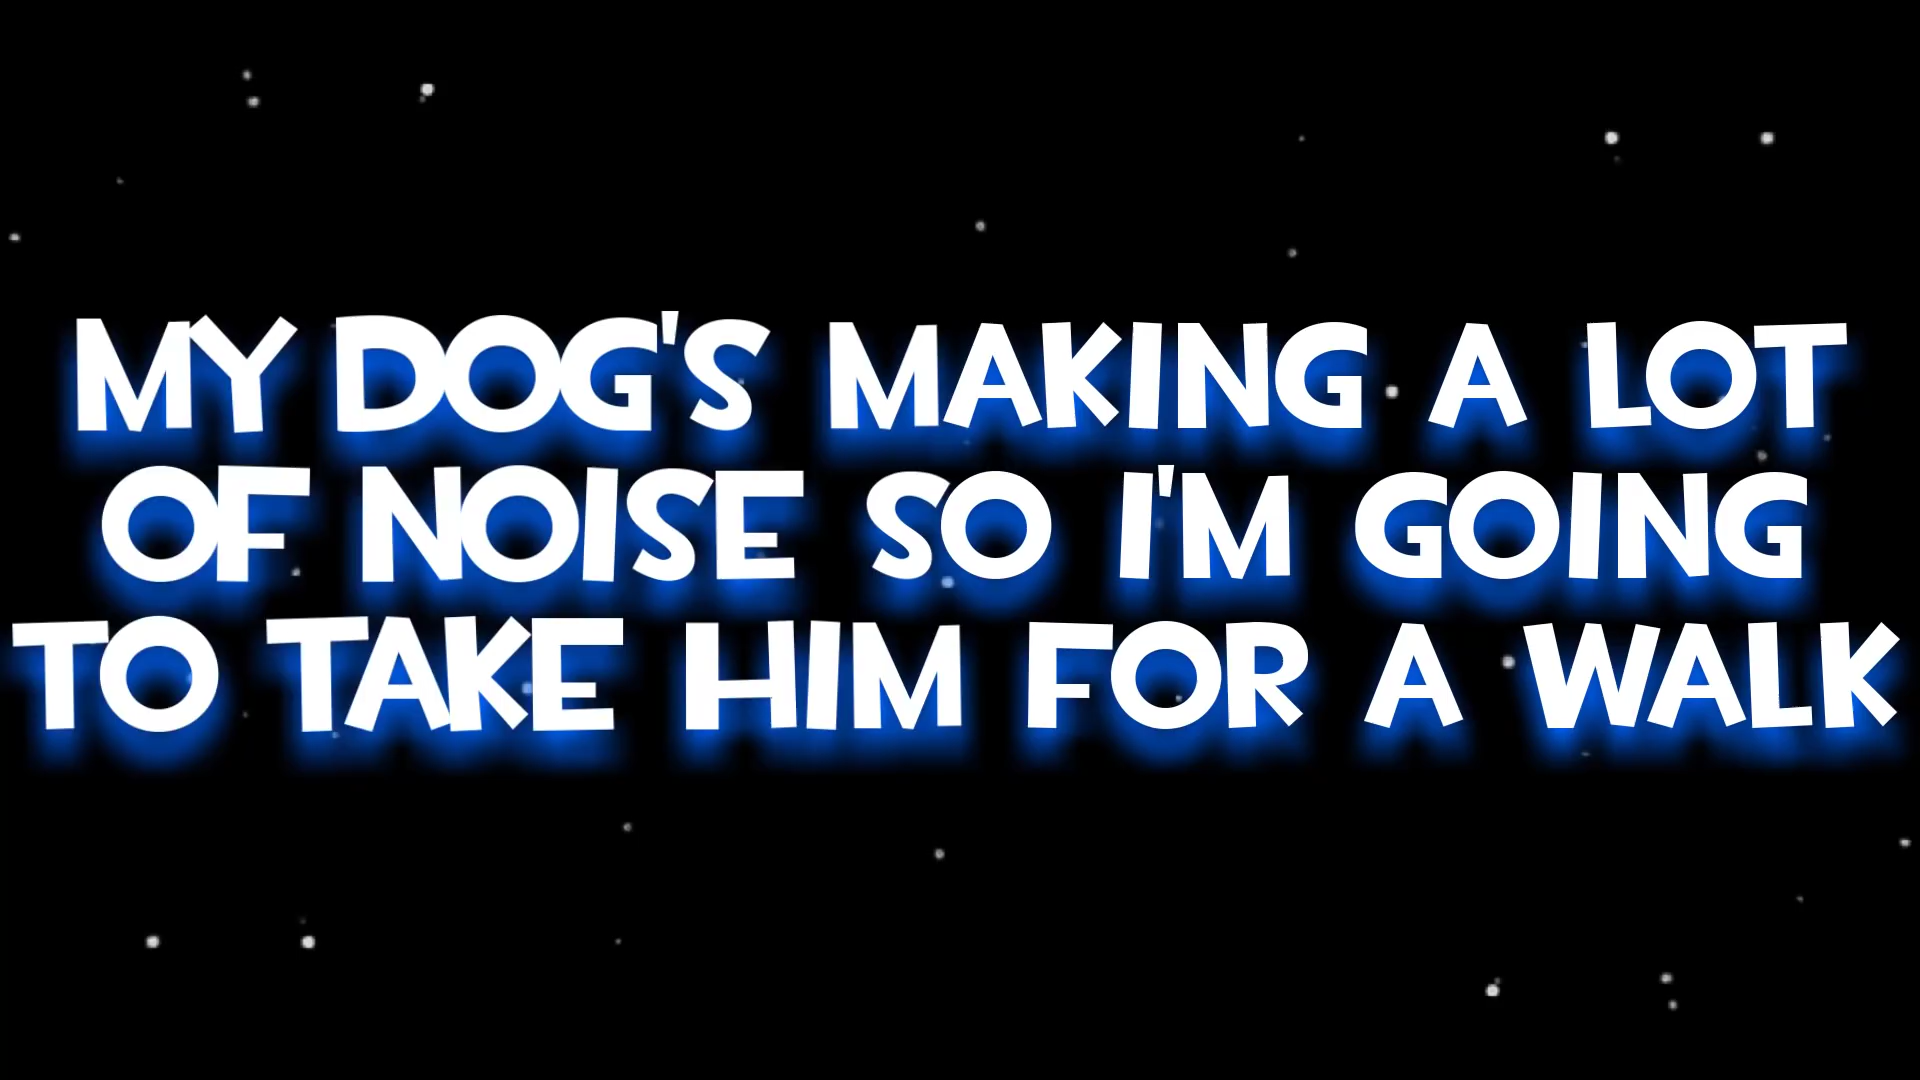 MY DOG'S MAKING A LOT
OF NOISE SO I'M GOING
TO TAKE HIM FOR A WALK